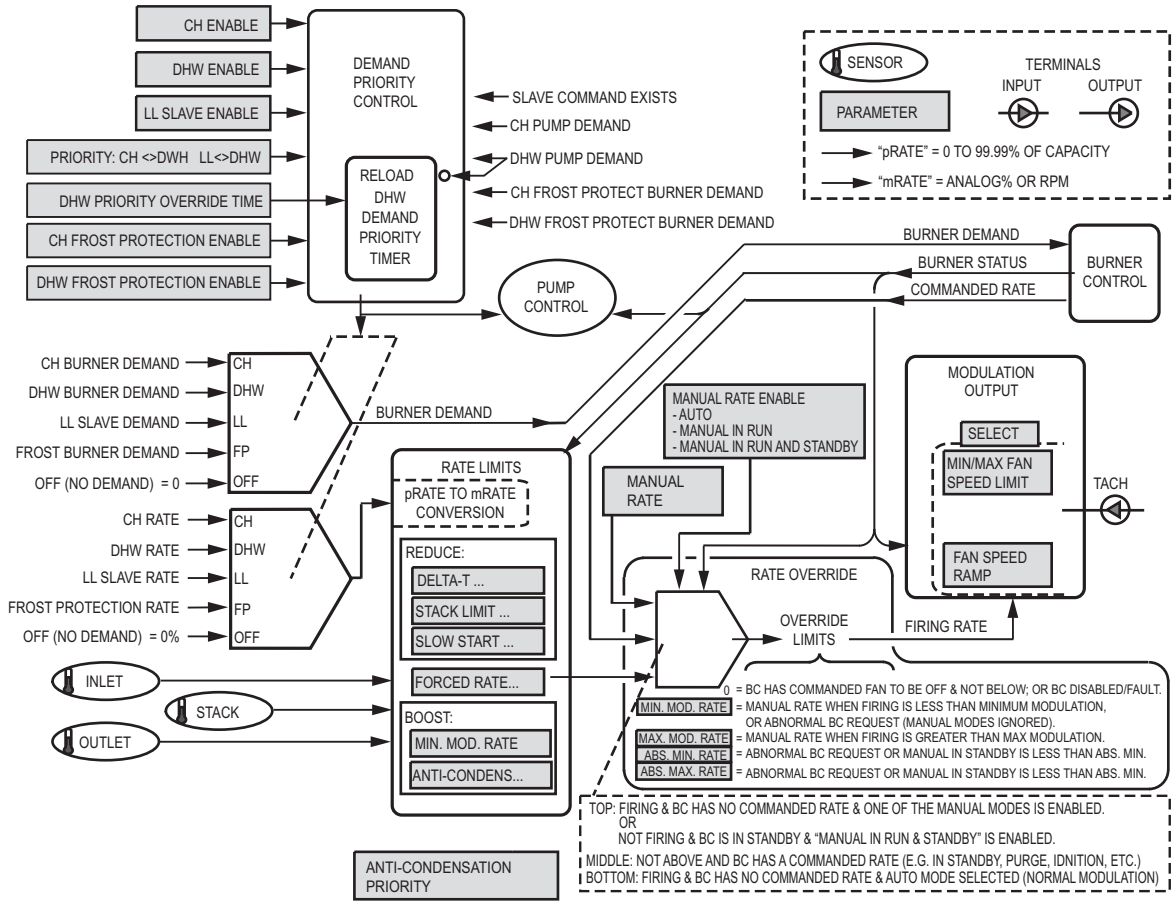 CH ENABLE
DHW ENABLE
LL SLAVE ENABLE
PRIORITY: CH <>DWH LL<>DHW
DHW PRIORITY OVERRIDE TIME
CH FROST PROTECTION ENABLE
DHW FROST PROTECTION ENABLE
DEMAND
PRIORITY
CONTROL
RELOAD
DHW
DEMAND
PRIORITY
TIMER
SLAVE COMMAND EXISTS
CH PUMP DEMAND
DHW PUMP DEMAND
CH FROST PROTECT BURNER DEMAND
DHW FROST PROTECT BURNER DEMAND
SENSOR
TERMINALS
INPUT
OUTPUT
PARAMETER
“pRATE” = 0 TO 99.99% OF CAPACITY
“mRATE” = ANALOG% OR RPM
PUMP
CONTROL
BURNER DEMAND
BURNER STATUS
COMMANDED RATE
BURNER
CONTROL
CH BURNER DEMAND
DHW BURNER DEMAND
LL SLAVE DEMAND
FROST BURNER DEMAND
OFF (NO DEMAND) = 0
CH
DHW
LL
FP
OFF
BURNER DEMAND
CH RATE
DHW RATE
LL SLAVE RATE
FROST PROTECTION RATE
OFF (NO DEMAND) = 0%
CH
DHW
LL
FP
OFF
INLET
STACK
OUTLET
RATE LIMITS
pRATE TO mRATE
CONVERSION
REDUCE:
DELTA-T ...
STACK LIMIT ...
SLOW START ...
FORCED RATE...
BOOST:
MIN. MOD. RATE
ANTI-CONDENS...
ANTI-CONDENSATION
PRIORITY
MANUAL RATE ENABLE
- AUTO
- MANUAL IN RUN
- MANUAL IN RUN AND STANDBY
MANUAL
RATE
MODULATION
OUTPUT
SELECT
MIN/MAX FAN
SPEED LIMIT
FAN SPEED
RAMP
TACH
RATE OVERRIDE
OVERRIDE
LIMITS
FIRING RATE
0 = BC HAS COMMANDED FAN TO BE OFF & NOT BELOW; OR BC DISABLED/FAULT.
MIN. MOD. RATE = MANUAL RATE WHEN FIRING IS LESS THAN MINIMUM MODULATION,
OR ABNORMAL BC REQUEST (MANUAL MODES IGNORED).
MAX. MOD. RATE = MANUAL RATE WHEN FIRING IS GREATER THAN MAX MODULATION.
ABS. MIN. RATE = ABNORMAL BC REQUEST OR MANUAL IN STANDBY IS LESS THAN ABS. MIN.
ABS. MAX. RATE = ABNORMAL BC REQUEST OR MANUAL IN STANDBY IS LESS THAN ABS. MIN.
TOP: FIRING & BC HAS NO COMMANDED RATE & ONE OF THE MANUAL MODES IS ENABLED.
OR
NOT FIRING & BC IS IN STANDBY & “MANUAL IN RUN & STANDBY” IS ENABLED.
MIDDLE: NOT ABOVE AND BC HAS A COMMANDED RATE (E.G. IN STANDBY, PURGE, IDNITION, ETC.)
BOTTOM: FIRING & BC HAS NO COMMANDED RATE & AUTO MODE SELECTED (NORMAL MODULATION)